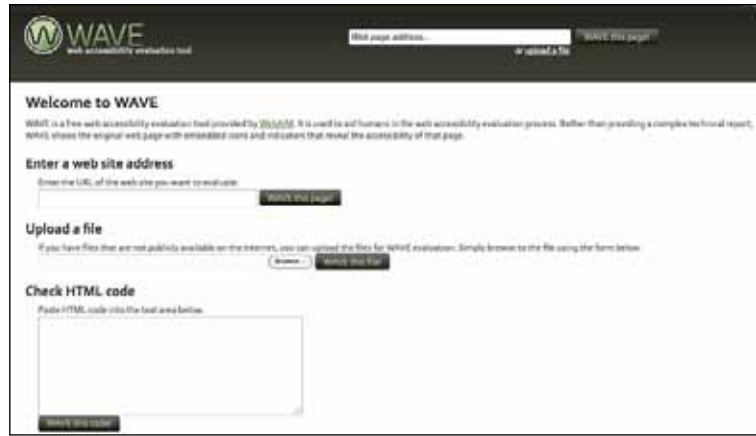 WAVE
web accessibility evaluation tool
Web page address...
WAVE this page!
or upload a file
Welcome to WAVE
WAVE is a free web accessibility evaluation tool provided by WebAIM. It is used to aid humans in the web accessibility evaluation process. Rather than providing a complex technical report,
WAVE shows the original web page with embedded icons and indicators that reveal the accessibility of that page.
Enter a web site address
Enter the URL of the web site you want to evaluate:
WAVE this page!
Upload a file
If you have files that are not publicly available on the internet, you can upload the files for WAVE evaluation. Simply browse to the file using the form below.
Browse... WAVE this file!
Check HTML code
Paste HTML code into the text area below.
WAVE this code!